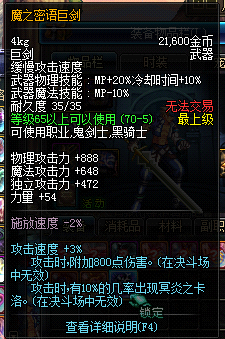 魔之密语巨剑
4kg 21,600金币
巨剑 武器
缓慢攻击速度
武器物理技能：MP+20%冷却时间+10%
武器魔法技能：MP-10%
耐久度 35/35 无法交易
等级65以上可以使用 (70-5) 最上级
可使用职业,鬼剑士,黑骑士
物理攻击力 +888
魔法攻击力 +648
独立攻击力 +472
力量 +54
施放速度 -2%
攻击速度 +3%
攻击时,附加800点伤害。(在决斗场
中无效)
攻击时,有10%的几率出现冥炎之卡
洛。(在决斗场中无效)
锁定
查看详细说明(F4)